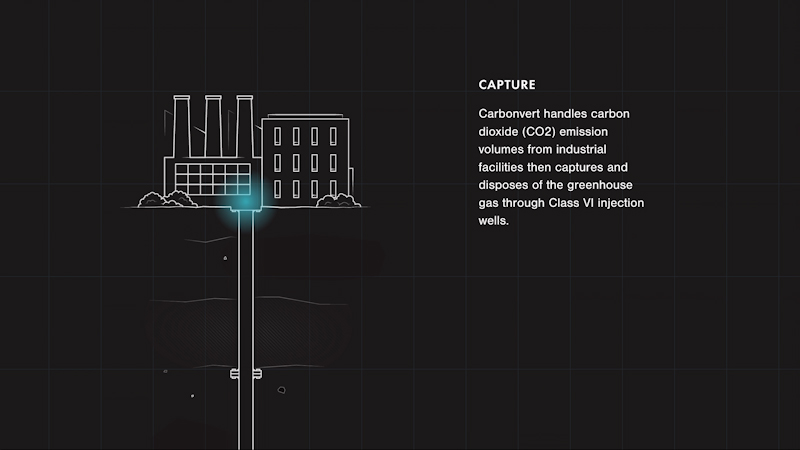 CAPTURE
Carbonvert handles carbon
dioxide (CO2) emission
volumes from industrial
facilities then captures and
disposes of the greenhouse
gas through Class VI injection
wells.